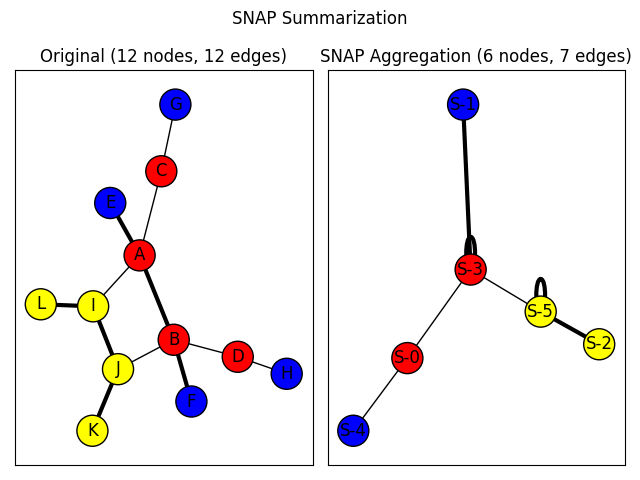 SNAP Summarization
Original (12 nodes, 12 edges)
SNAP Aggregation (6 nodes, 7 edges)
G
C
E
A
L
I
B
J
D
H
F
K
S-1
S-3
S-5
S-2
S-0
S-4